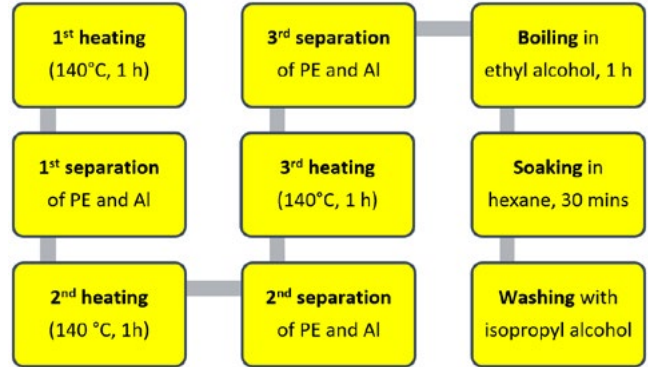 1st heating
(140°C, 1 h)
1st separation
of PE and Al
2nd heating
(140 °C, 1h)
2nd separation
of PE and Al
3rd heating
(140°C, 1 h)
3rd separation
of PE and Al
Boiling in
ethyl alcohol, 1 h
Soaking in
hexane, 30 mins
Washing with
isopropyl alcohol